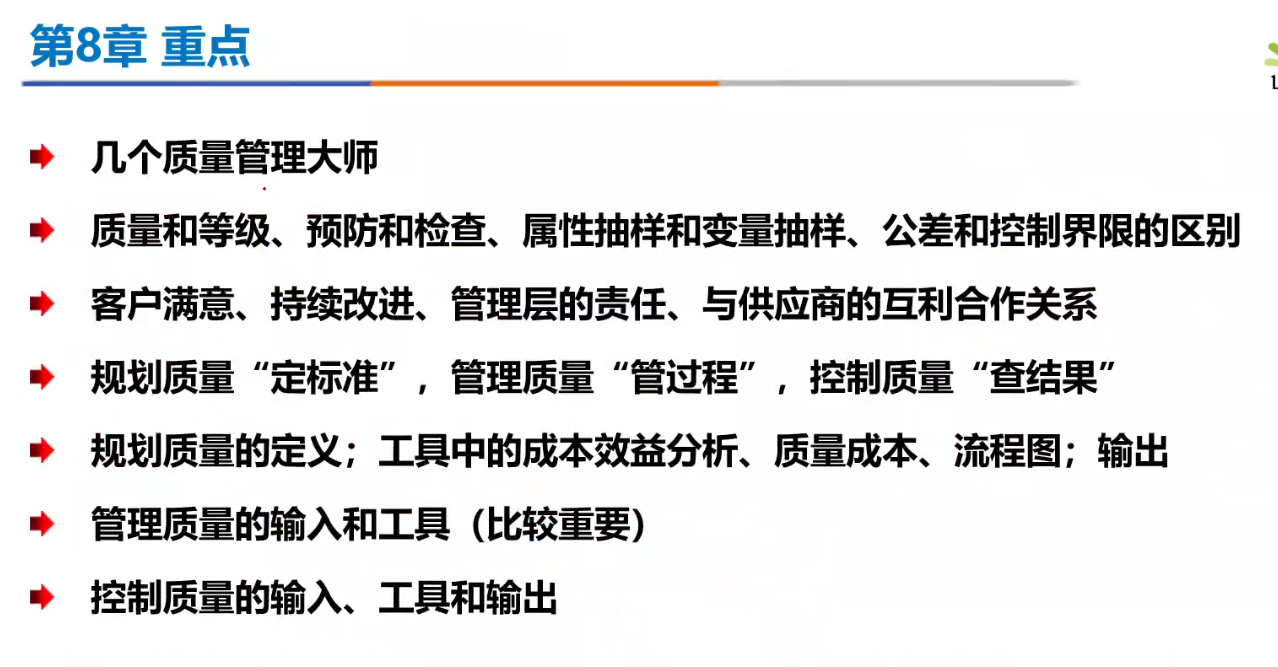 第8章 重点
几个质量管理大师
质量和等级、预防和检查、属性抽样和变量抽样、公差和控制界限的区别
客户满意、持续改进、管理层的责任、与供应商的互利合作关系
规划质量“定标准”，管理质量“管过程”，控制质量“查结果”
规划质量的定义；工具中的成本效益分析、质量成本、流程图；输出
管理质量的输入和工具（比较重要）
控制质量的输入、工具和输出